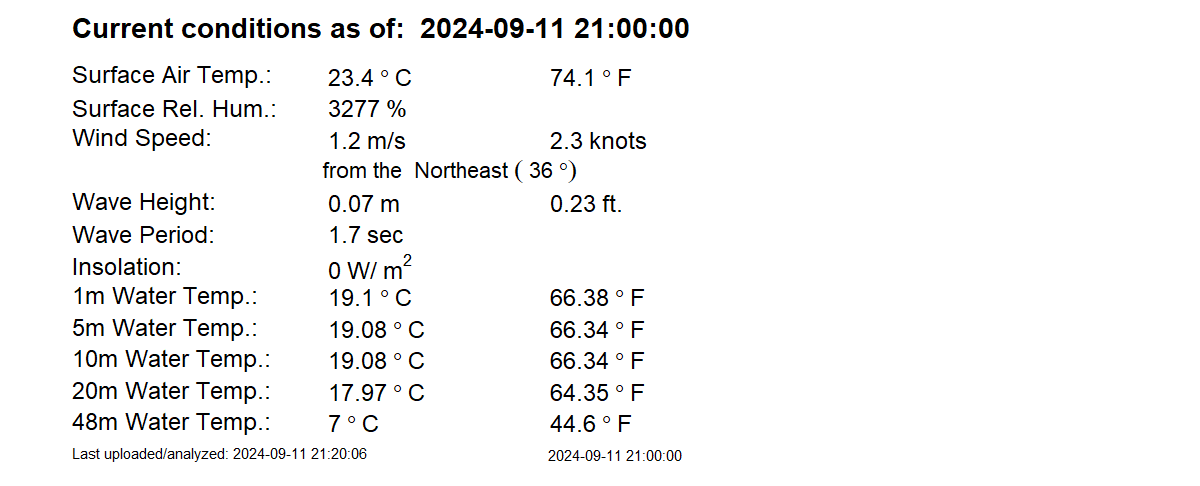 Current conditions as of: 2024-09-11 21:00:00
Surface Air Temp.: 23.4 ° C 74.1 ° F
Surface Rel. Hum.: 3277 %
Wind Speed: 1.2 m/s 2.3 knots
from the Northeast ( 36 °)
Wave Height: 0.07 m 0.23 ft.
Wave Period: 1.7 sec
Insolation: 0 W/ m²
1m Water Temp.: 19.1 ° C 66.38 ° F
5m Water Temp.: 19.08 ° C 66.34 ° F
10m Water Temp.: 19.08 ° C 66.34 ° F
20m Water Temp.: 17.97 ° C 64.35 ° F
48m Water Temp.: 7 ° C 44.6 ° F
Last uploaded/analyzed: 2024-09-11 21:20:06 2024-09-11 21:00:00